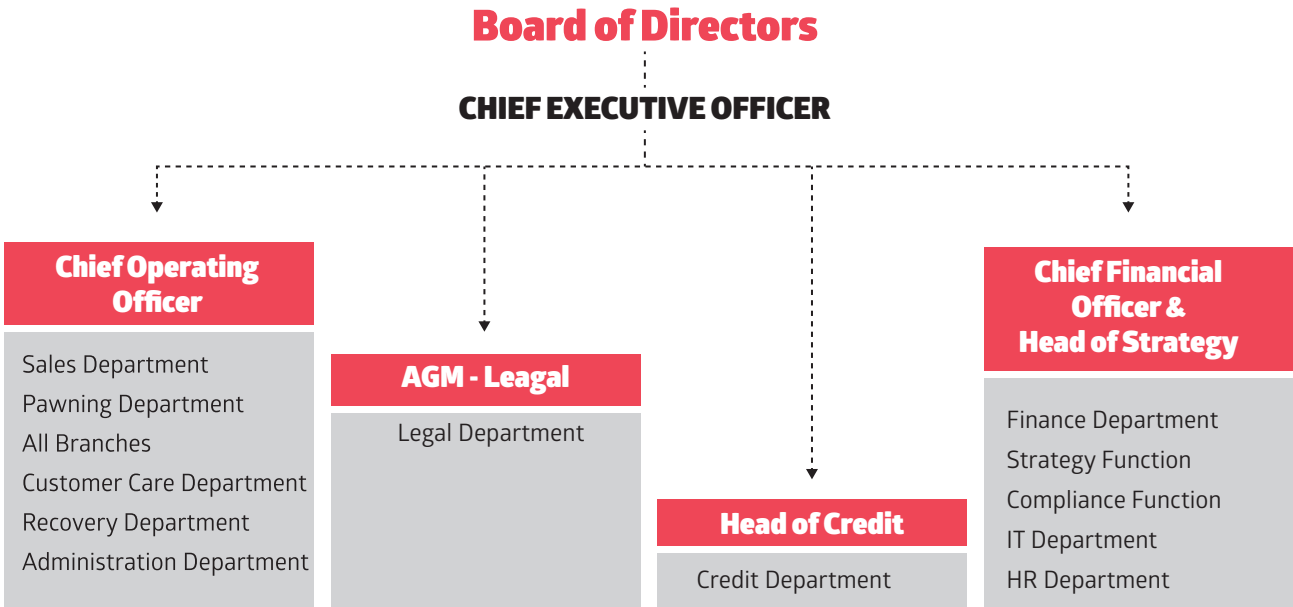 Board of Directors
CHIEF EXECUTIVE OFFICER
Chief Operating
Officer
Sales Department
Pawning Department
All Branches
Customer Care Department
Recovery Department
Administration Department
AGM - Leagal
Legal Department
Head of Credit
Credit Department
Chief Financial
Officer &
Head of Strategy
Finance Department
Strategy Function
Compliance Function
IT Department
HR Department